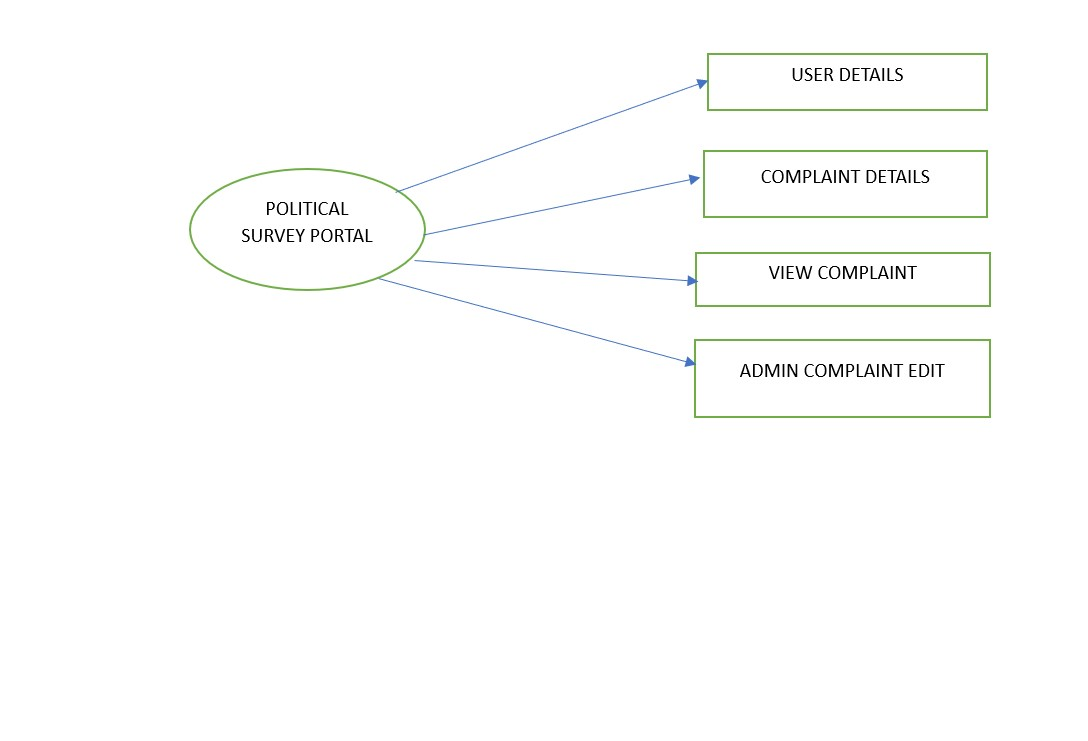 USER DETAILS
COMPLAINT DETAILS
POLITICAL
SURVEY PORTAL
VIEW COMPLAINT
ADMIN COMPLAINT EDIT